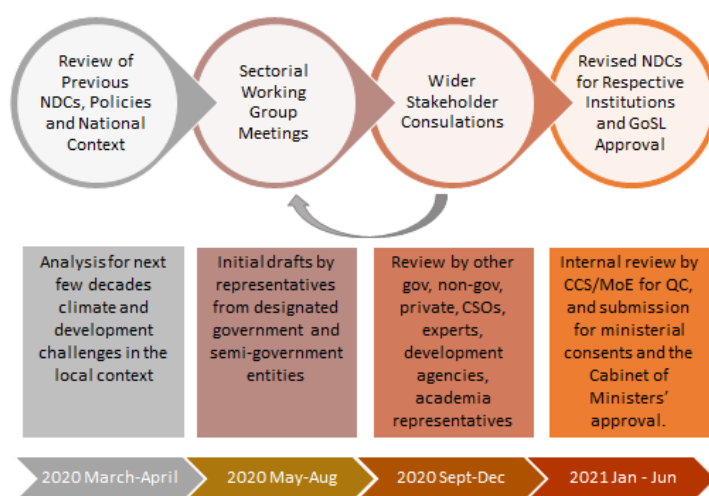 Review of
Previous
NDCs, Policies
and National
Context
Sectorial
Working
Group
Meetings
Wider
Stakeholder
Consulations
Revised NDCs
for Respective
Institutions
and GoSL
Approval
Analysis for next
few decades
climate and
development
challenges in the
local context
Initial drafts by
representatives
from designated
government and
semi-government
entities
Review by other
gov, non-gov,
private, CSOs,
experts,
development
agencies,
academia
representatives
Internal review by
CCS/MoE for QC,
and submission
for ministerial
consents and the
Cabinet of
Ministers'
approval.
2020 March-April
2020 May-Aug
2020 Sept-Dec
2021 Jan - Jun